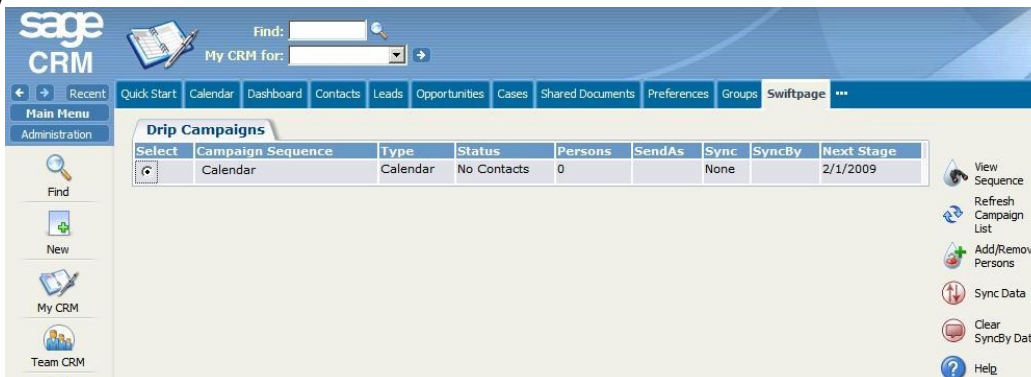 sage
CRM
Find:
My CRM for:
Recent
Main Menu
Administration
Quick Start Calendar Dashboard Contacts Leads Opportunities Cases Shared Documents Preferences Groups Swiftpage
Drip Campaigns
Select Campaign Sequence Type Status Persons SendAs Sync SyncBy Next Stage
Calendar Calendar No Contacts 0 None 2/1/2009
Find
New
My CRM
Team CRM
View
Sequence
Refresh
Campaign
List
Add/Remov
Persons
Sync Data
Clear
SyncBy Dat
Help